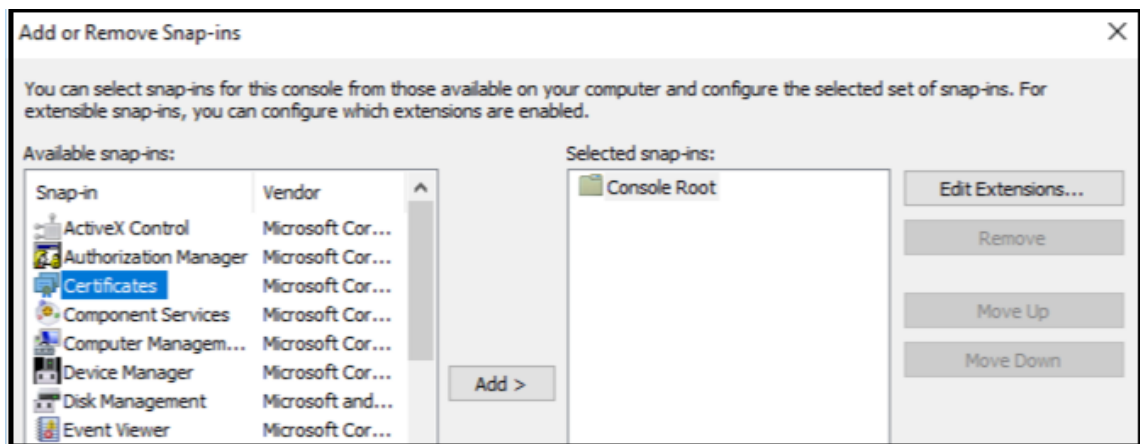 Add or Remove Snap-ins
You can select snap-ins for this console from those available on your computer and configure the selected set of snap-ins. For
extensible snap-ins, you can configure which extensions are enabled.
Available snap-ins:
Snap-in Vendor
ActiveX Control Microsoft Cor...
Authorization Manager Microsoft Cor...
Certificates Microsoft Cor...
Component Services Microsoft Cor...
Computer Managem... Microsoft Cor...
Device Manager Microsoft Cor...
Disk Management Microsoft and...
Event Viewer Microsoft Cor...
Add >
Selected snap-ins:
Console Root
Edit Extensions...
Remove
Move Up
Move Down